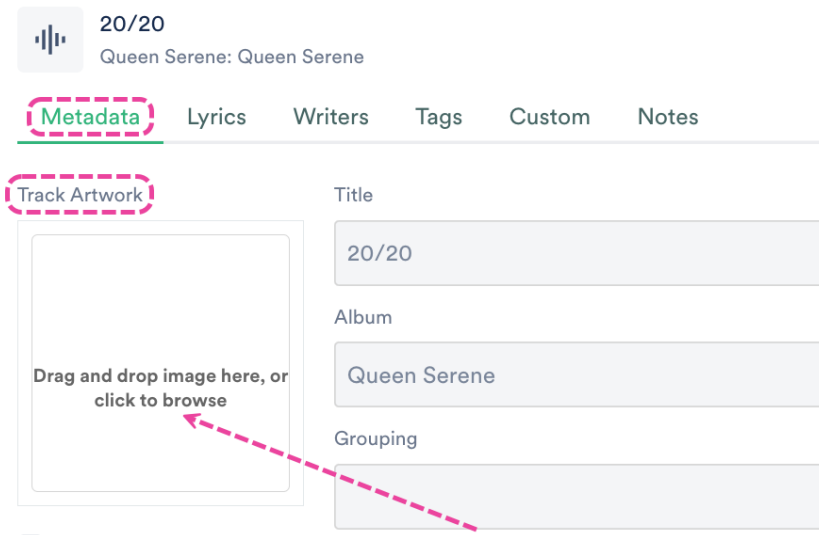 20/20
Queen Serene: Queen Serene
Metadata Lyrics Writers Tags Custom Notes
Track Artwork
Drag and drop image here, or
click to browse
Title
20/20
Album
Queen Serene
Grouping